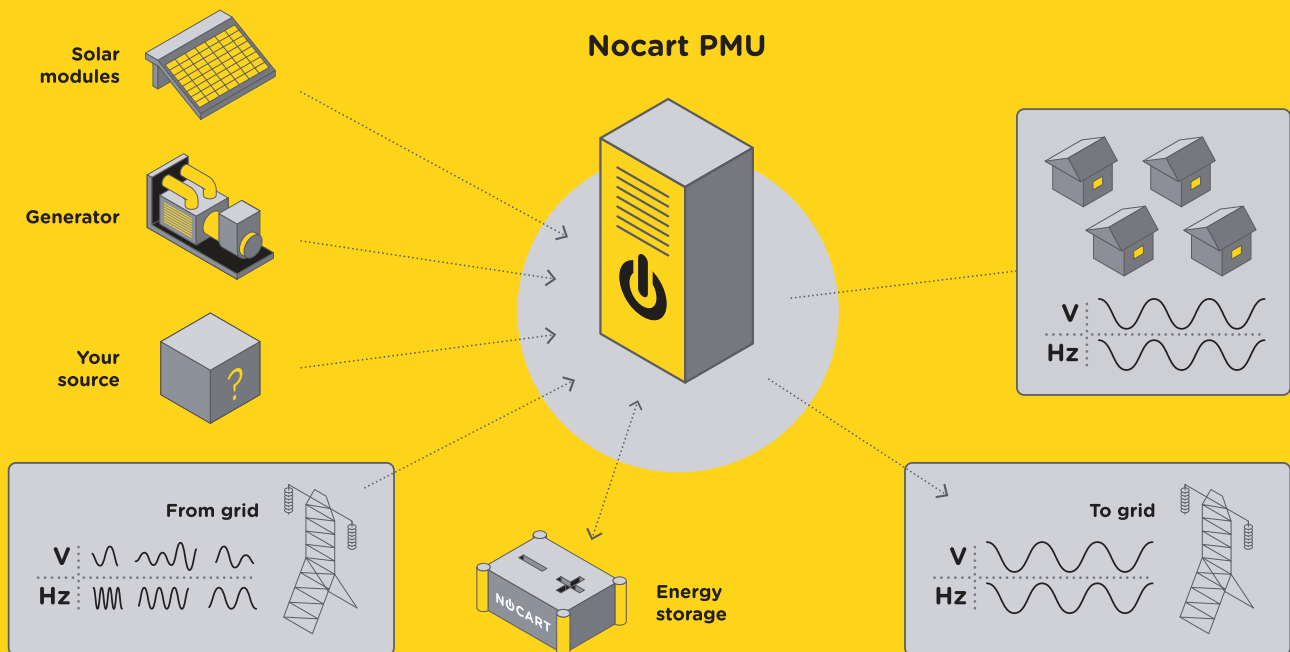 Nocart PMU
Solar
modules
Generator
Your
source
?
From grid
V
Hz
NOCART
Energy
storage
V
Hz
To grid
V
Hz